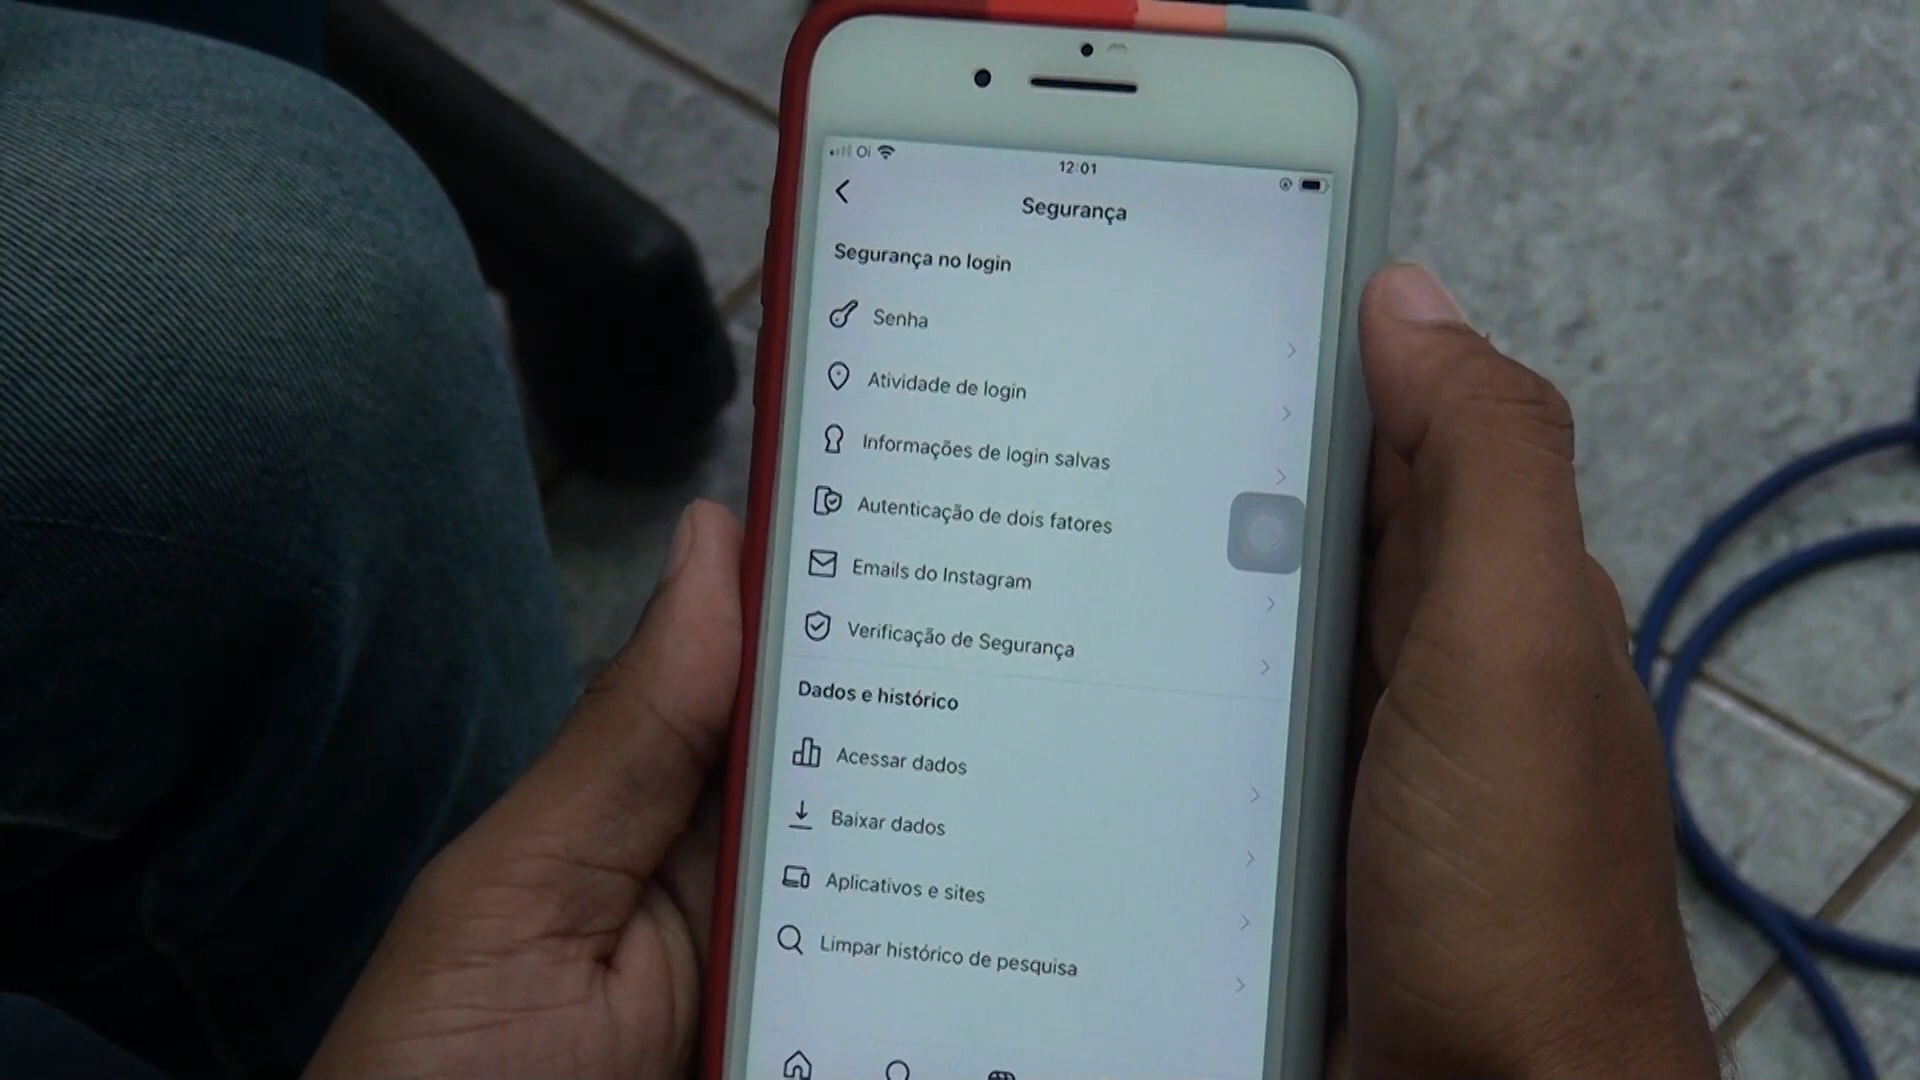 Oi
12:01
Segurança
Segurança no login
Senha
Atividade de login
Informações de login salvas
Autenticação de dois fatores
Emails do Instagram
Verificação de Segurança
Dados e histórico
Acessar dados
Baixar dados
Aplicativos e sites
Limpar histórico de pesquisa